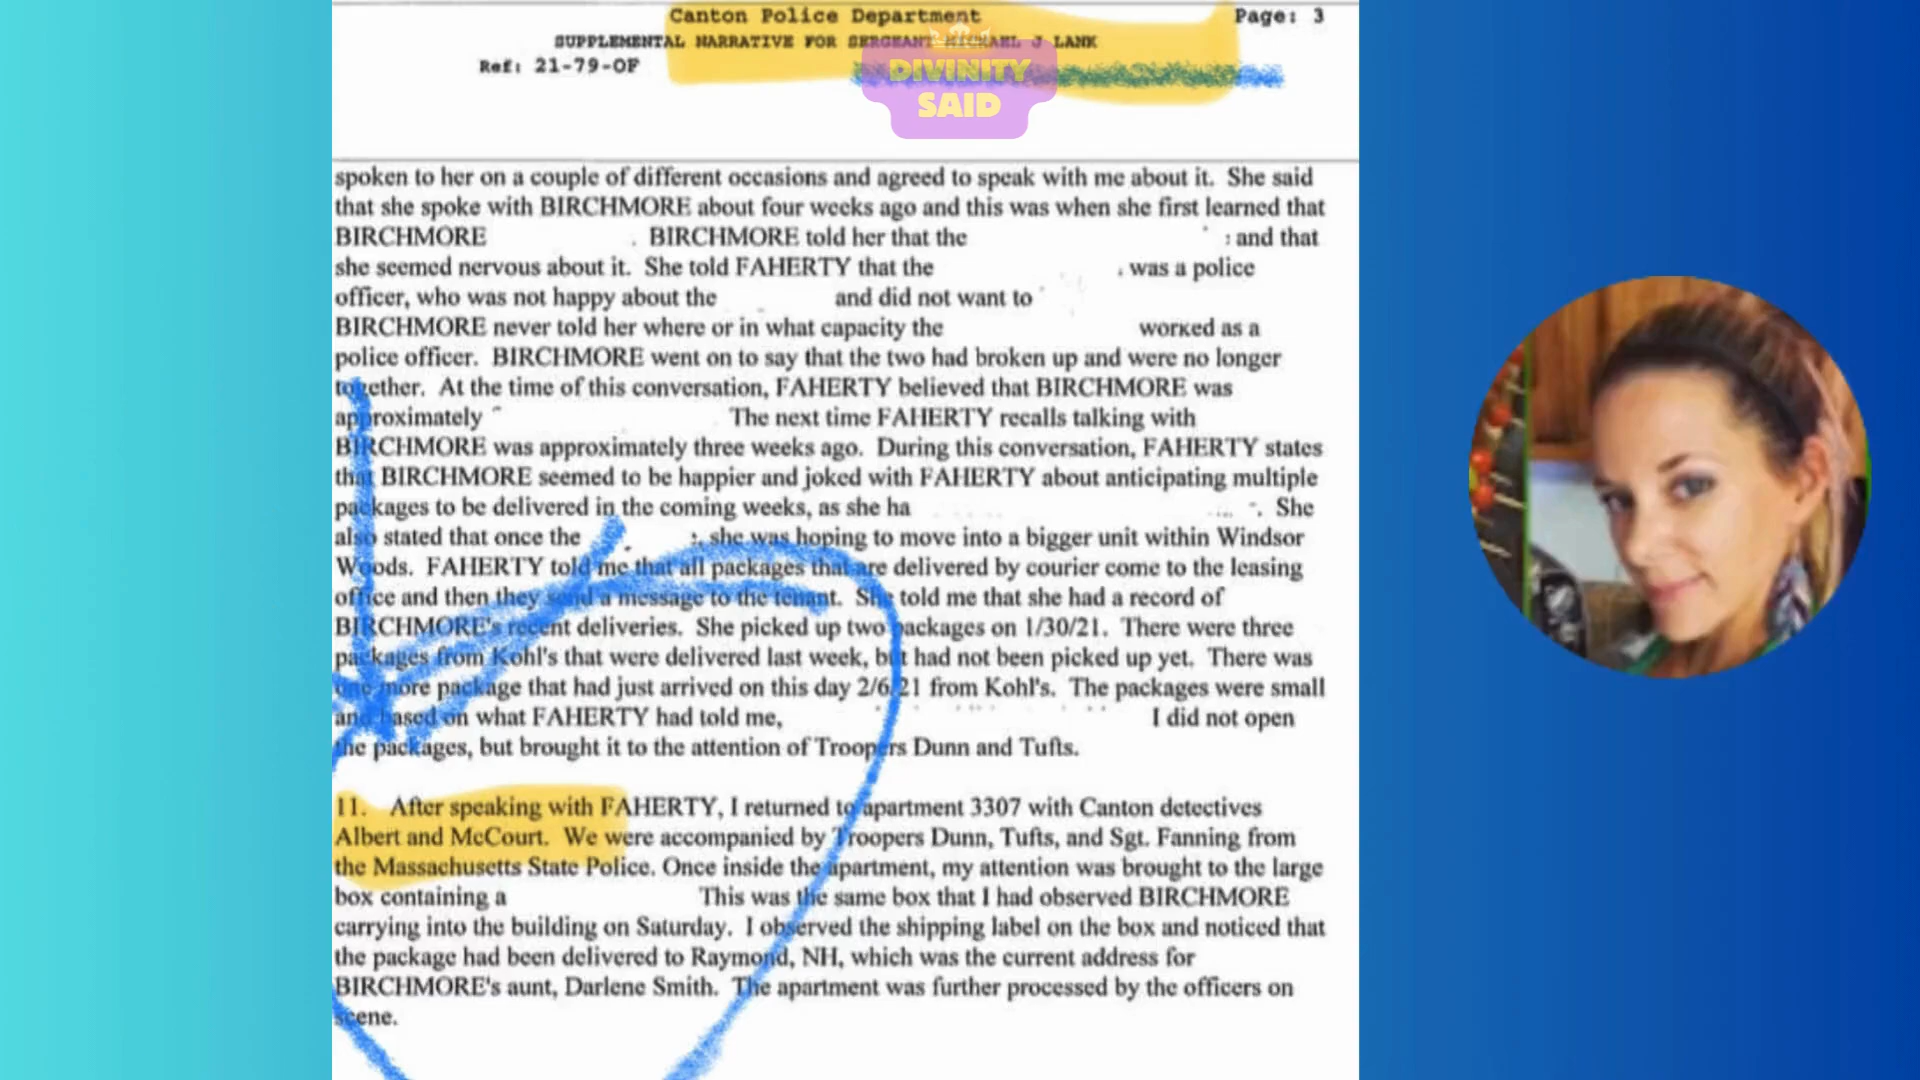 Canton Police Department Page: 3
SUPPLEMENTAL NARRATIVE FOR SERGEANT MICHAEL J LANK
Ref: 21-79-OF
DIVINITY
SAID
spoken to her on a couple of different occasions and agreed to speak with me about it. She said
that she spoke with BIRCHMORE about four weeks ago and this was when she first learned that
BIRCHMORE . BIRCHMORE told her that the : and that
she seemed nervous about it. She told FAHERTY that the . was a police
officer, who was not happy about the and did not want to
BIRCHMORE never told her where or in what capacity the worked as a
police officer. BIRCHMORE went on to say that the two had broken up and were no longer
together. At the time of this conversation, FAHERTY believed that BIRCHMORE was
approximately The next time FAHERTY recalls talking with
BIRCHMORE was approximately three weeks ago. During this conversation, FAHERTY states
that BIRCHMORE seemed to be happier and joked with FAHERTY about anticipating multiple
packages to be delivered in the coming weeks, as she ha . She
also stated that once the , she was hoping to move into a bigger unit within Windsor
Woods. FAHERTY told me that all packages that are delivered by courier come to the leasing
office and then they send a message to the tenant. She told me that she had a record of
BIRCHMORE's recent deliveries. She picked up two packages on 1/30/21. There were three
packages from Kohl's that were delivered last week, but had not been picked up yet. There was
one more package that had just arrived on this day 2/6/21 from Kohl's. The packages were small
and based on what FAHERTY had told me, I did not open
the packages, but brought it to the attention of Troopers Dunn and Tufts.
11. After speaking with FAHERTY, I returned to apartment 3307 with Canton detectives
Albert and McCourt. We were accompanied by Troopers Dunn, Tufts, and Sgt. Fanning from
the Massachusetts State Police. Once inside the apartment, my attention was brought to the large
box containing a This was the same box that I had observed BIRCHMORE
carrying into the building on Saturday. I observed the shipping label on the box and noticed that
the package had been delivered to Raymond, NH, which was the current address for
BIRCHMORE's aunt, Darlene Smith. The apartment was further processed by the officers on
scene.